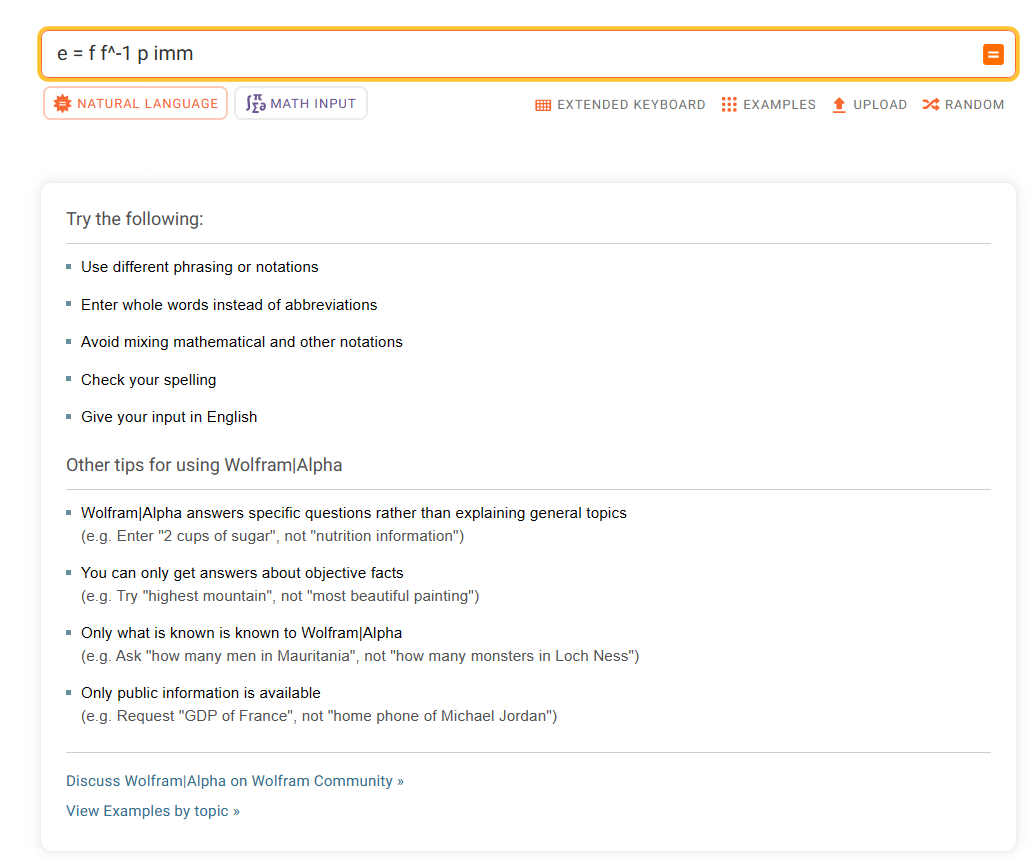 e = f f^-1 p imm
NATURAL LANGUAGE
MATH INPUT
EXTENDED KEYBOARD
EXAMPLES
UPLOAD
RANDOM
Try the following:
Use different phrasing or notations
Enter whole words instead of abbreviations
Avoid mixing mathematical and other notations
Check your spelling
Give your input in English
Other tips for using Wolfram|Alpha
Wolfram|Alpha answers specific questions rather than explaining general topics
(e.g. Enter "2 cups of sugar", not "nutrition information")
You can only get answers about objective facts
(e.g. Try "highest mountain", not "most beautiful painting")
Only what is known is known to Wolfram|Alpha
(e.g. Ask "how many men in Mauritania", not "how many monsters in Loch Ness")
Only public information is available
(e.g. Request "GDP of France", not "home phone of Michael Jordan")
Discuss Wolfram|Alpha on Wolfram Community »
View Examples by topic »